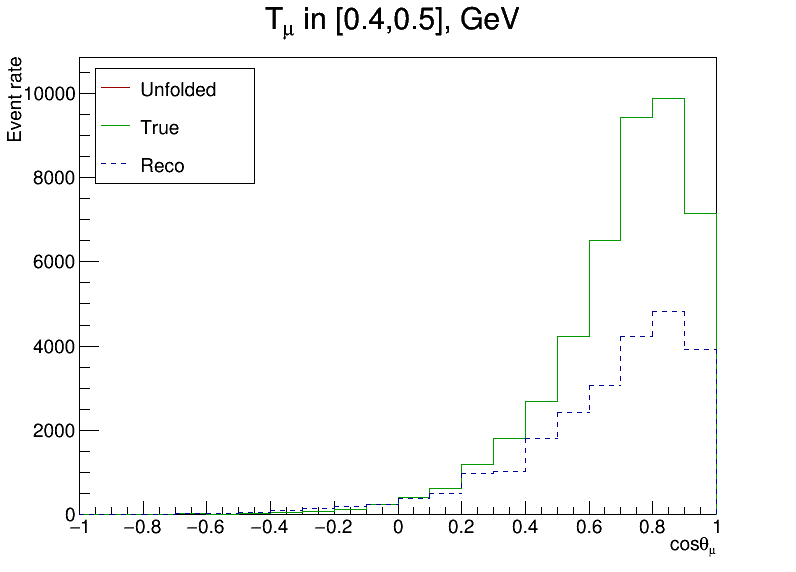 Tμ in [0.4,0.5], GeV
Event rate
Unfolded
True
Reco
10000
8000
6000
4000
2000
0
−1 −0.8 −0.6 −0.4 −0.2 0 0.2 0.4 0.6 0.8 1
cosθμ